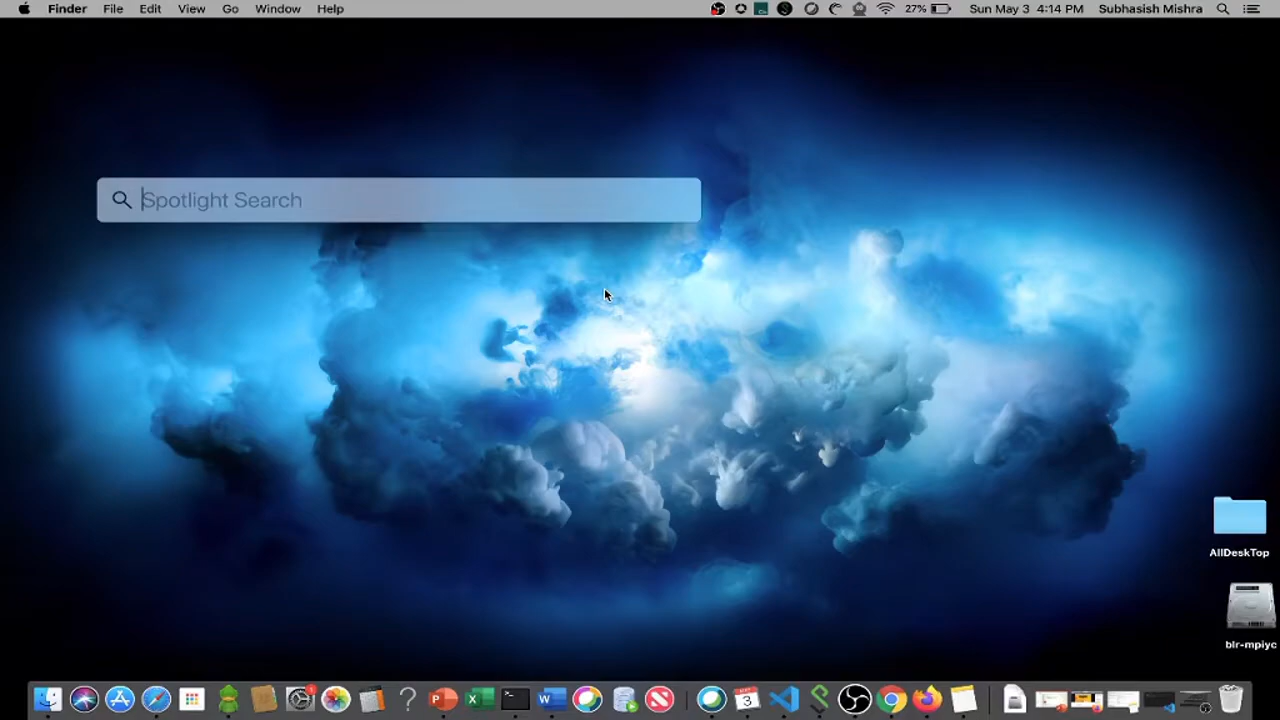 Finder File Edit View Go Window Help 27% Sun May 3 4:14 PM Subhasish Mishra
Spotlight Search
AllDeskTop
blr-mpiyc